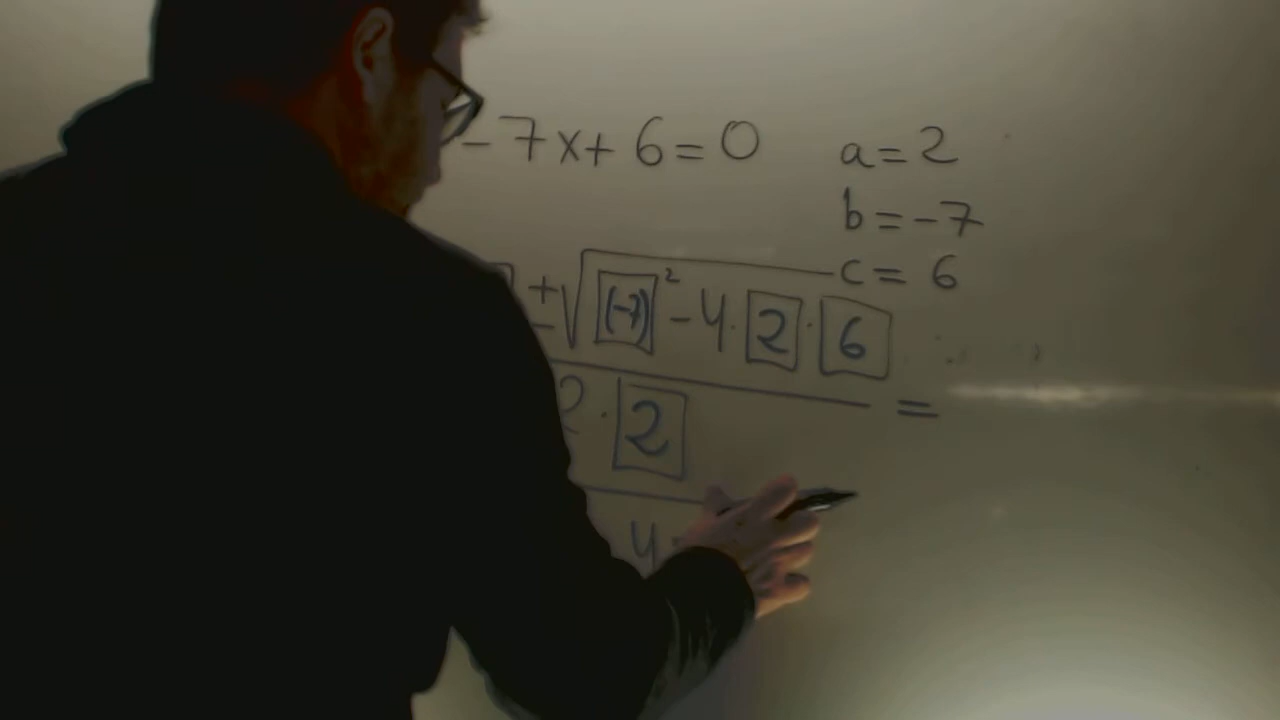 - 7x + 6 = 0
a = 2
b = -7
c = 6
± √ (-7)² - 4 · 2 · 6
2 · 2 =
4